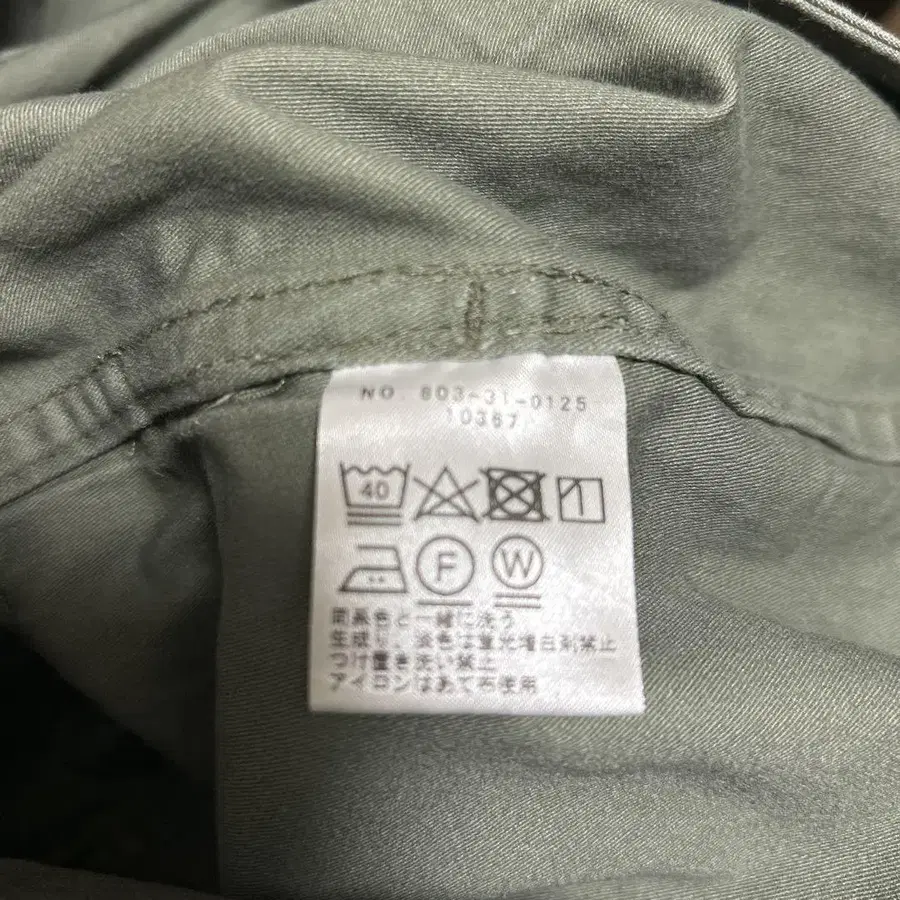 NO. 803-31-0125
10367
40
F W
同系色と一緒に洗う
生成り、淡色は蛍光増白剤禁止
つけ置き洗い禁止
アイロンはあて布使用